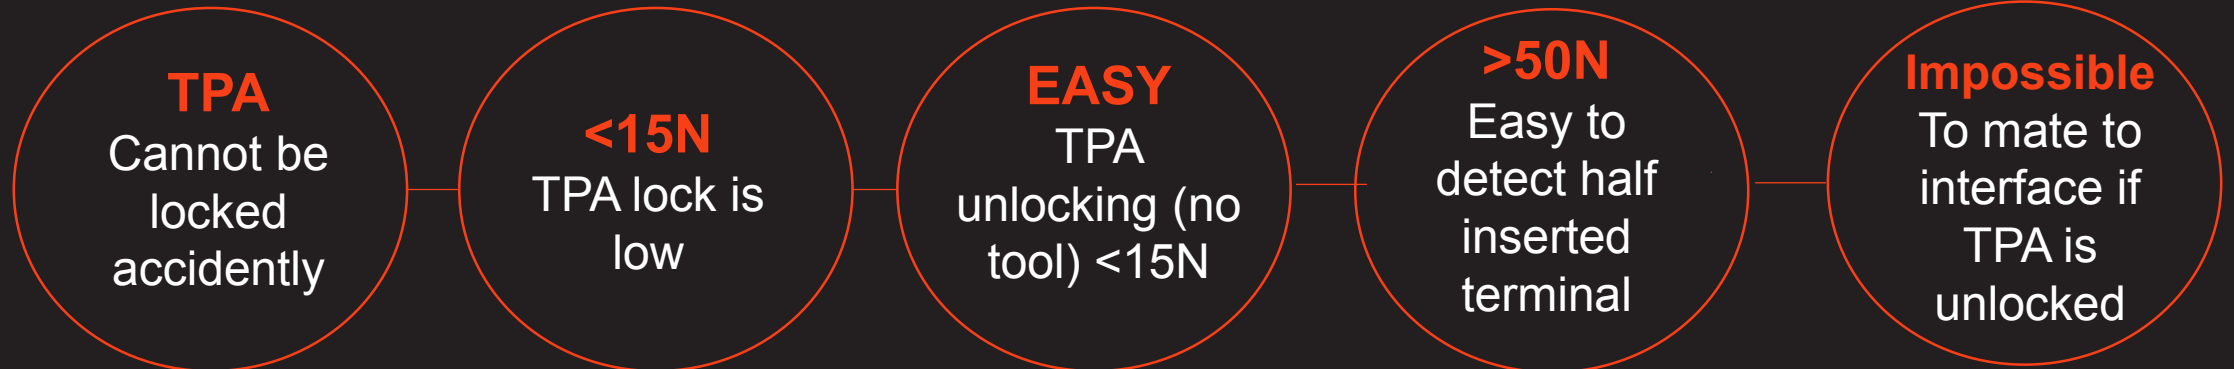 TPA
Cannot be
locked
accidently
<15N
TPA lock is
low
EASY
TPA
unlocking (no
tool) <15N
>50N
Easy to
detect half
inserted
terminal
Impossible
To mate to
interface if
TPA is
unlocked